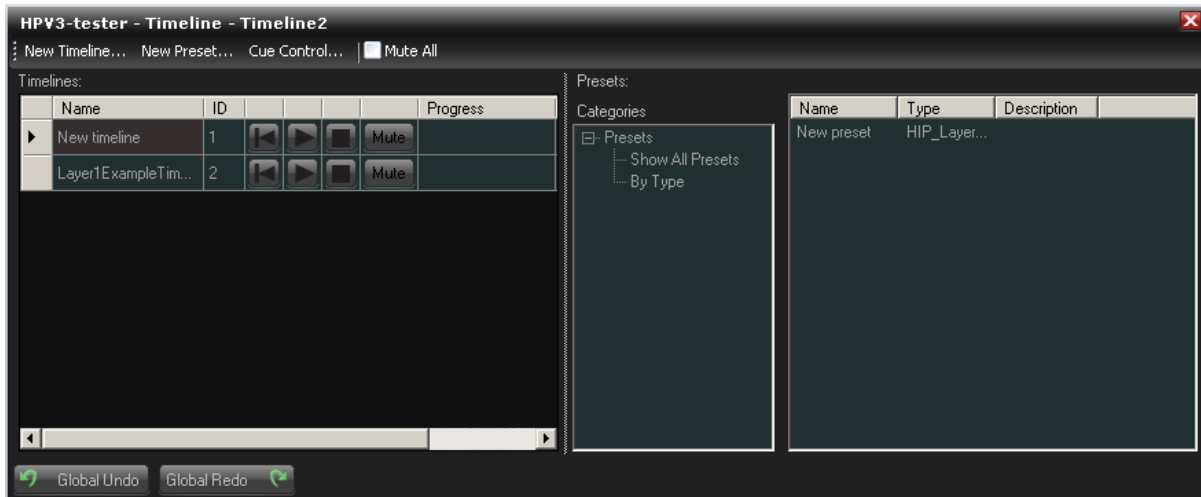 HPV3-tester - Timeline - Timeline2
New Timeline... New Preset... Cue Control... Mute All
Timelines:
Name ID Progress
New timeline 1 Mute
Layer1ExampleTim... 2 Mute
Presets:
Categories
Presets
Show All Presets
By Type
Name Type Description
New preset HIP_Layer...
Global Undo Global Redo